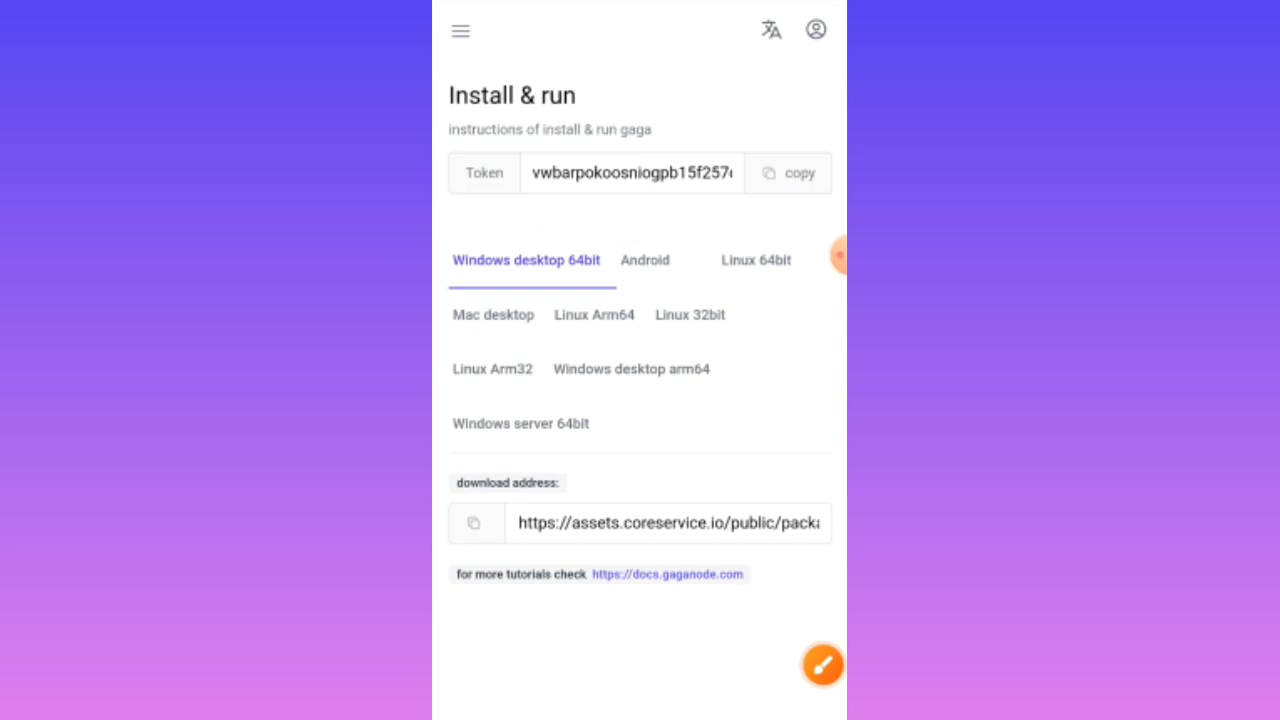 Install & run
instructions of install & run gaga
Token vwbarpokoosniogpb15f257 copy
Windows desktop 64bit Android Linux 64bit
Mac desktop Linux Arm64 Linux 32bit
Linux Arm32 Windows desktop arm64
Windows server 64bit
download address:
https://assets.coreservice.io/public/packa
for more tutorials check https://docs.gaganode.com